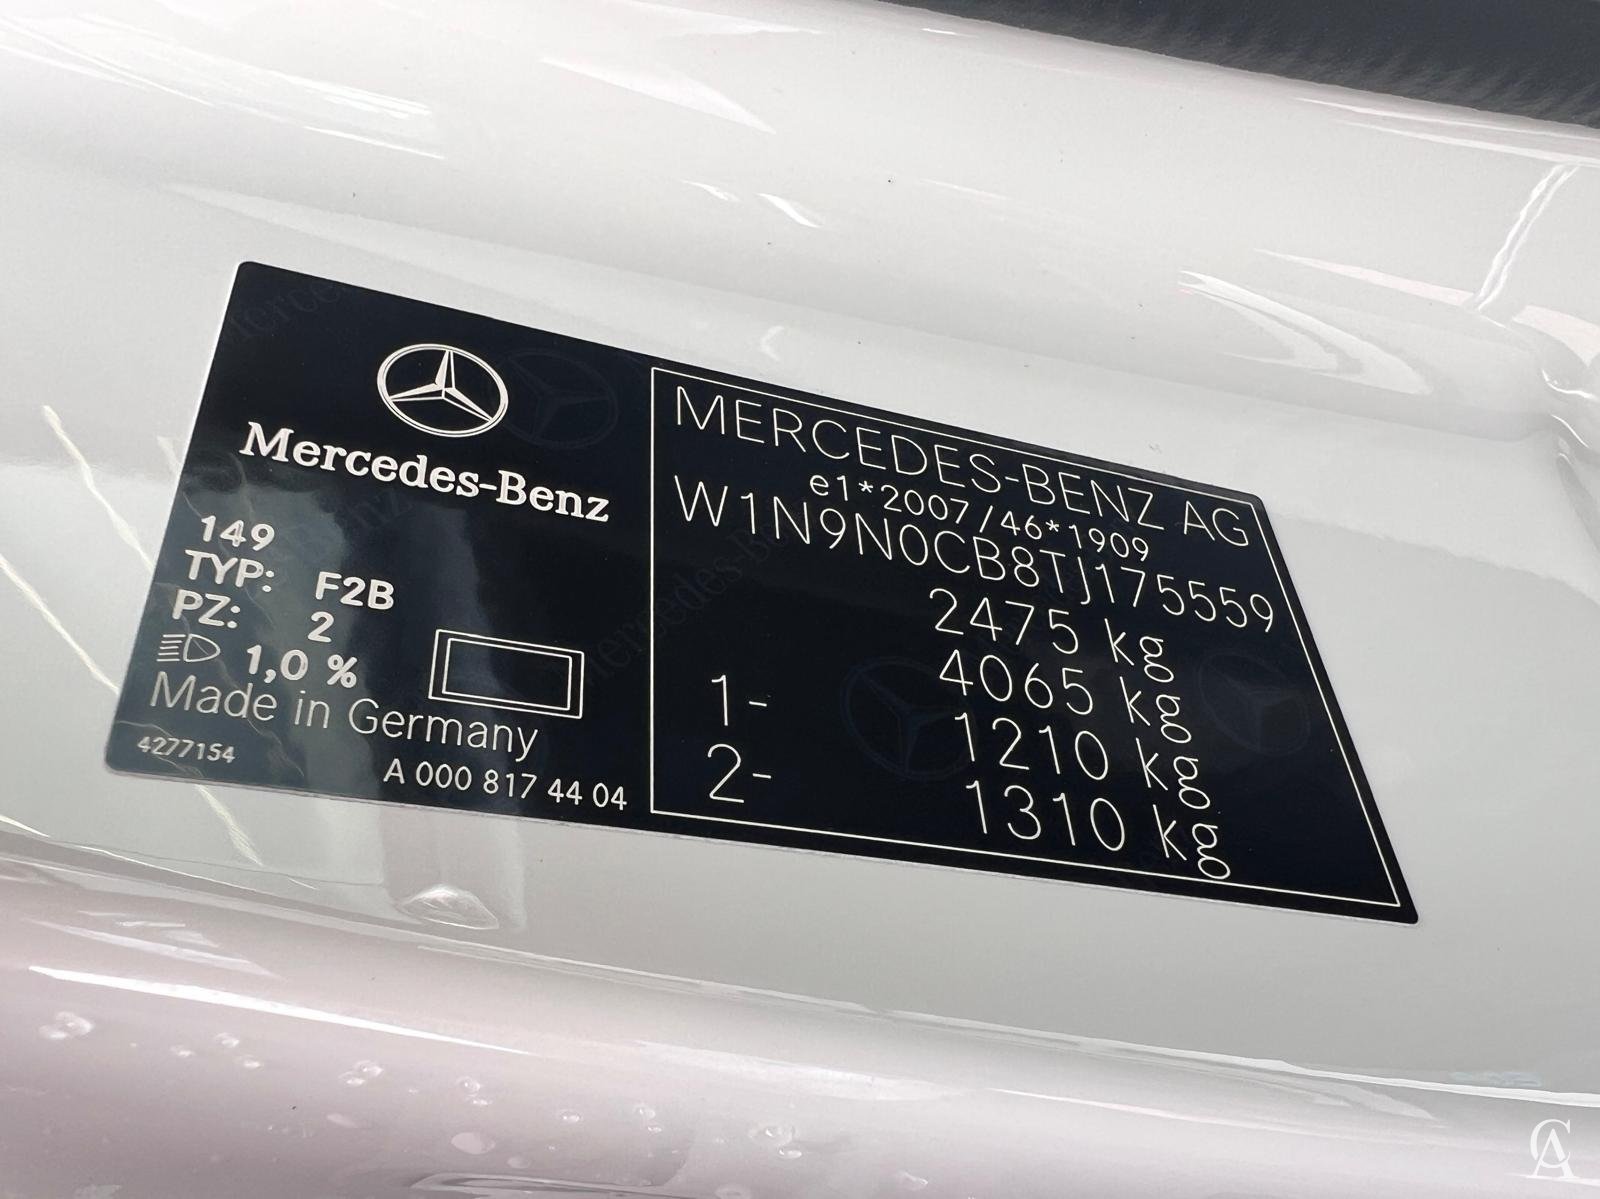 Mercedes-Benz
149
TYP: F2B
PZ: 2
1,0 %
Made in Germany
4277154
A 000 817 44 04
MERCEDES-BENZ AG
e1*2007/46*1909
W1N9N0CB8TJ175559
2475 kg
4065 kg
1- 1210 kg
2- 1310 kg
CA